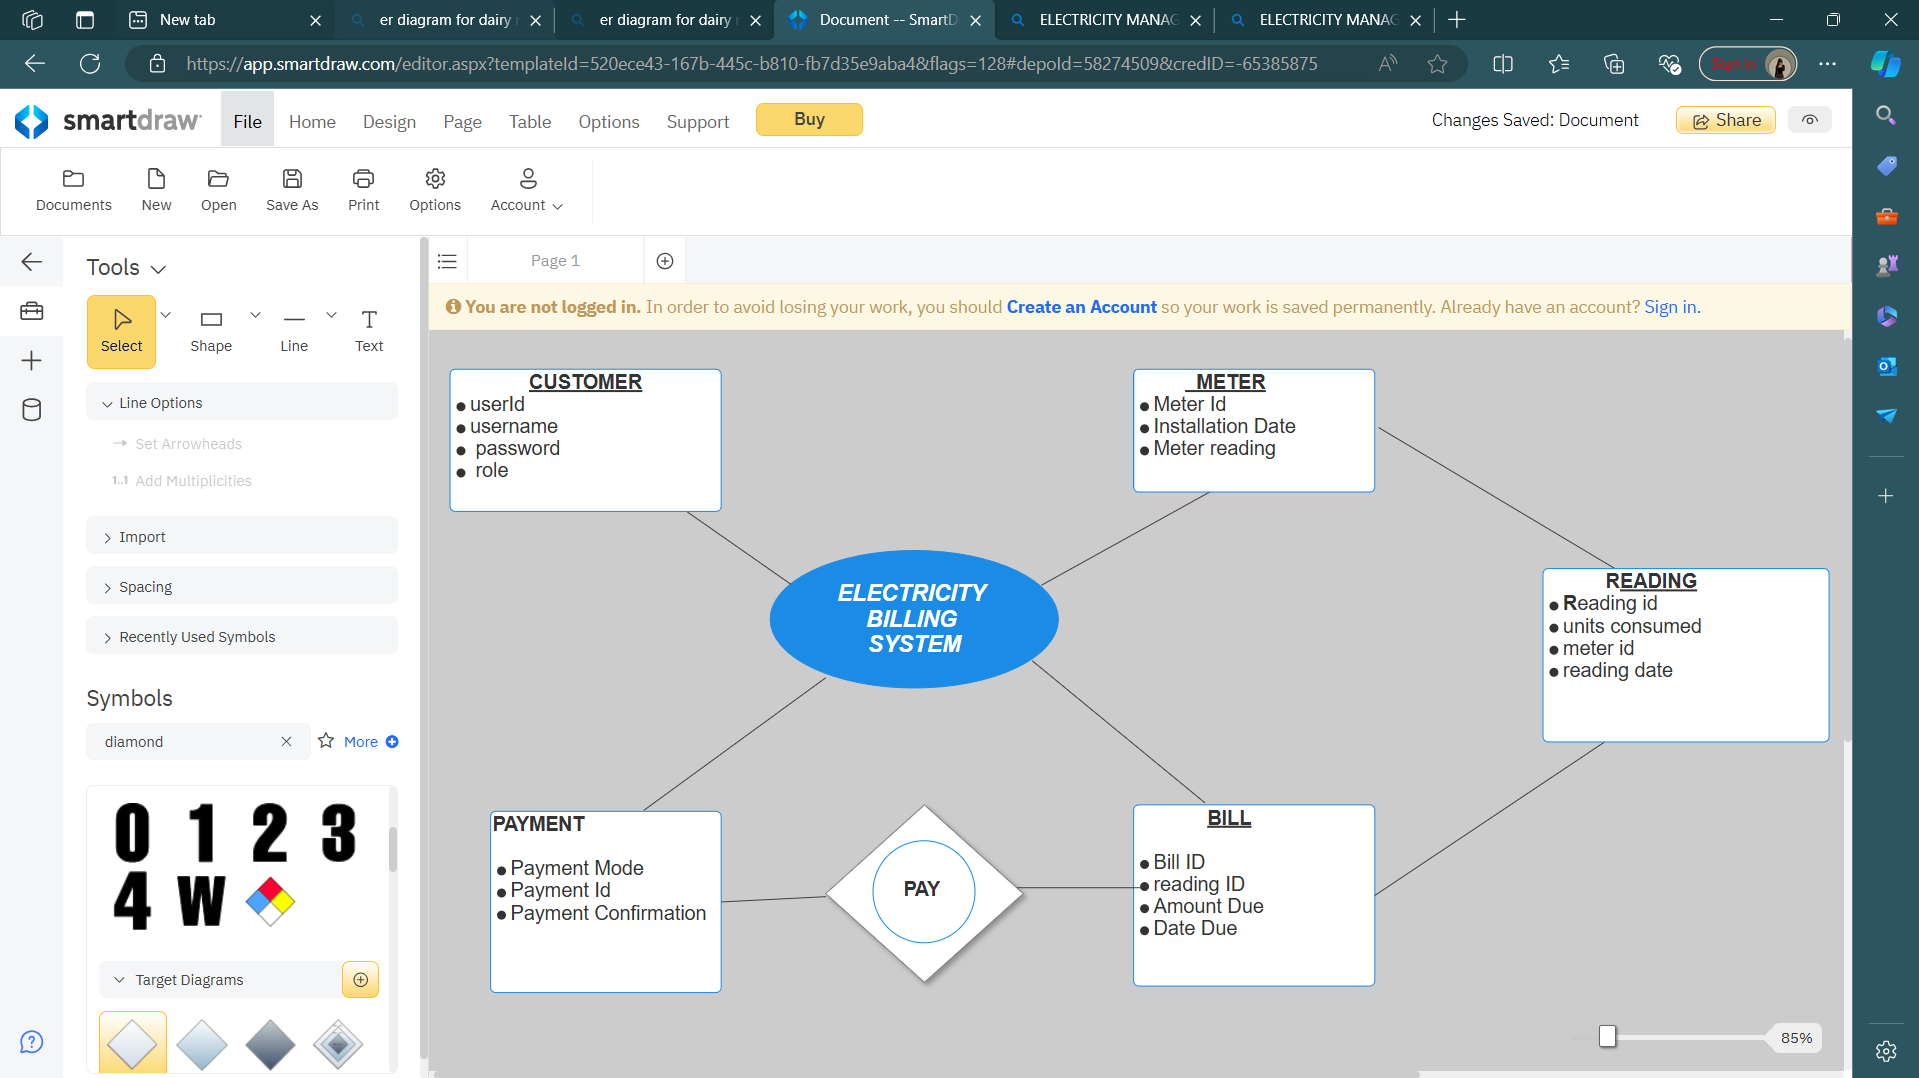 New tab
er diagram for dairy
er diagram for dairy
Document -- SmartD
ELECTRICITY MANAG
ELECTRICITY MANAG
https://app.smartdraw.com/editor.aspx?templateId=520ece43-167b-445c-b810-fb7d35e9aba4&flags=128#depoId=58274509&credID=-65385875
Sign in
smartdraw
File
Home
Design
Page
Table
Options
Support
Buy
Changes Saved: Document
Share
Documents
New
Open
Save As
Print
Options
Account
Tools
Select
Shape
Line
Text
Line Options
Set Arrowheads
1..1 Add Multiplicities
Import
Spacing
Recently Used Symbols
Symbols
diamond
More
0 1 2 3
4 W
Target Diagrams
Page 1
You are not logged in. In order to avoid losing your work, you should Create an Account so your work is saved permanently. Already have an account? Sign in.
CUSTOMER
● userId
● username
● password
● role
METER
● Meter Id
● Installation Date
● Meter reading
ELECTRICITY
BILLING
SYSTEM
READING
● Reading id
● units consumed
● meter id
● reading date
PAYMENT
● Payment Mode
● Payment Id
● Payment Confirmation
PAY
BILL
● Bill ID
● reading ID
● Amount Due
● Date Due
85%